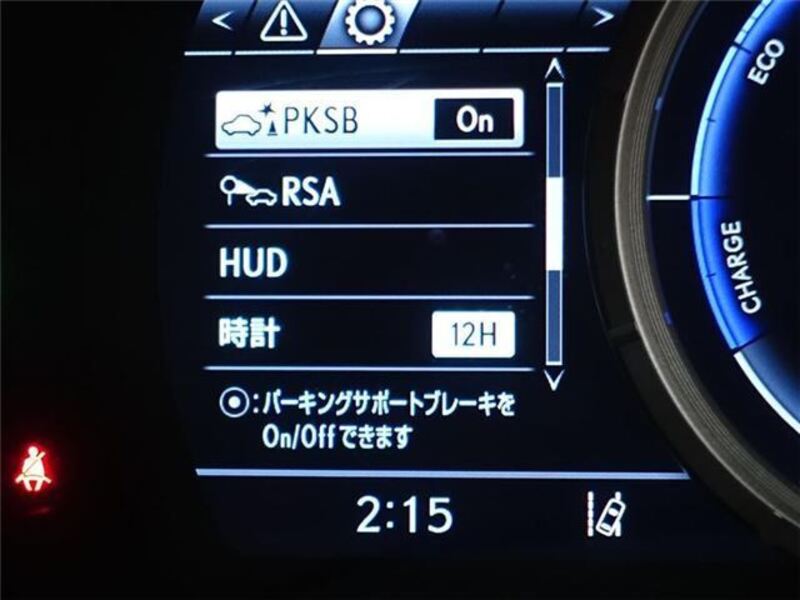 PKSB On
RSA
HUD
時計 12H
:パーキングサポートブレーキを
On/Offできます
2:15
ECO
CHARGE